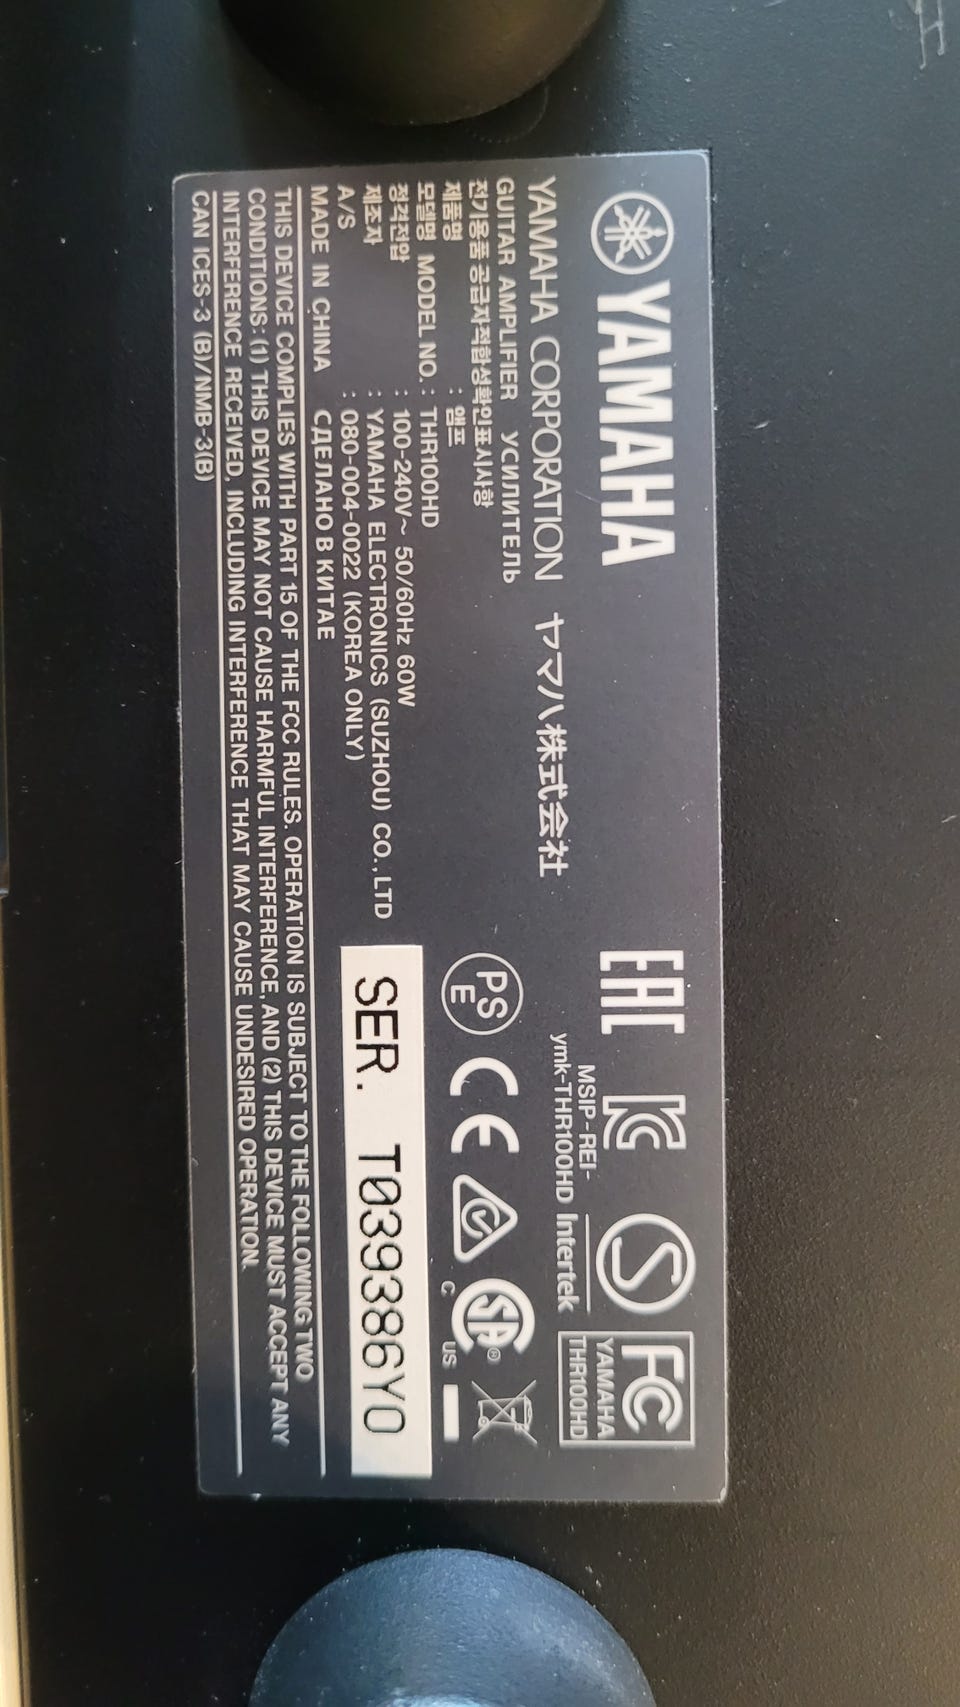 YAMAHA
YAMAHA CORPORATION ヤマハ株式会社
GUITAR AMPLIFIER УСИЛИТЕЛЬ
전기용품 공급자적합성확인표시사항
제품명 : 앰프
모델명 MODEL NO. : THR100HD
정격전압 : 100-240V~ 50/60Hz 60W
제조자 : YAMAHA ELECTRONICS (SUZHOU) CO., LTD
A/S : 080-004-0022 (KOREA ONLY)
MADE IN CHINA СДЕЛАНО В КИТАЕ
THIS DEVICE COMPLIES WITH PART 15 OF THE FCC RULES. OPERATION IS SUBJECT TO THE FOLLOWING TWO
CONDITIONS: (1) THIS DEVICE MAY NOT CAUSE HARMFUL INTERFERENCE, AND (2) THIS DEVICE MUST ACCEPT ANY
INTERFERENCE RECEIVED, INCLUDING INTERFERENCE THAT MAY CAUSE UNDESIRED OPERATION.
CAN ICES-3 (B)/NMB-3(B)
EAC KC S FC
MSIP-REI-
ymk-THR100HD
Intertek
YAMAHA
THR100HD
PS E CE C SA® C US
SER. T039386Y0